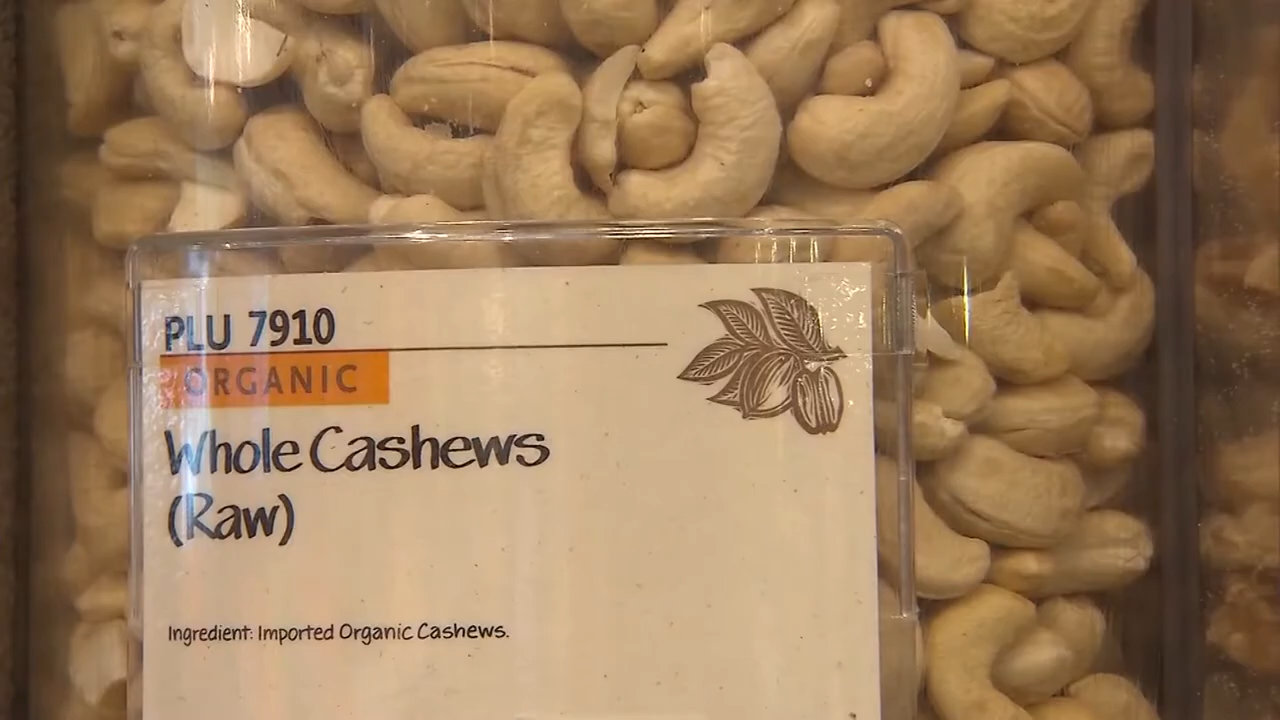 PLU 7910
ORGANIC
Whole Cashews
(Raw)
Ingredient: Imported Organic Cashews.